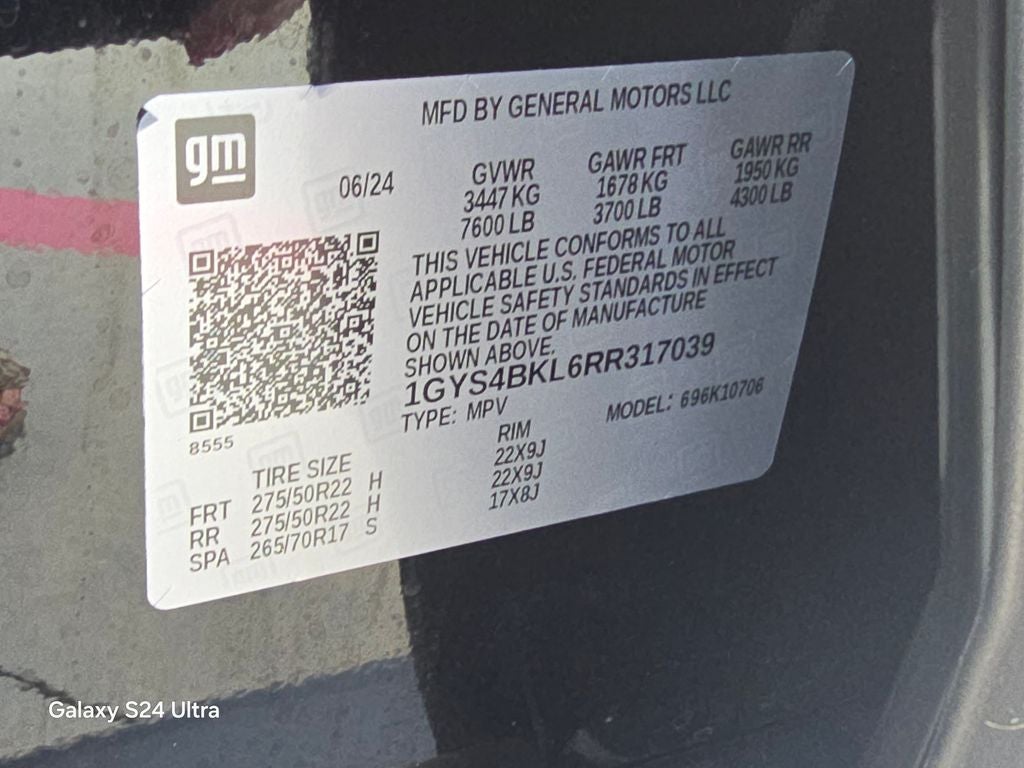 MFD BY GENERAL MOTORS LLC
gm
06/24
GVWR GAWR FRT GAWR RR
3447 KG 1678 KG 1950 KG
7600 LB 3700 LB 4300 LB
THIS VEHICLE CONFORMS TO ALL
APPLICABLE U.S. FEDERAL MOTOR
VEHICLE SAFETY STANDARDS IN EFFECT
ON THE DATE OF MANUFACTURE
SHOWN ABOVE.
1GYS4BKL6RR317039
TYPE: MPV MODEL: 696K10706
8555
TIRE SIZE RIM
FRT 275/50R22 H 22X9J
RR 275/50R22 H 22X9J
SPA 265/70R17 S 17X8J
Galaxy S24 Ultra